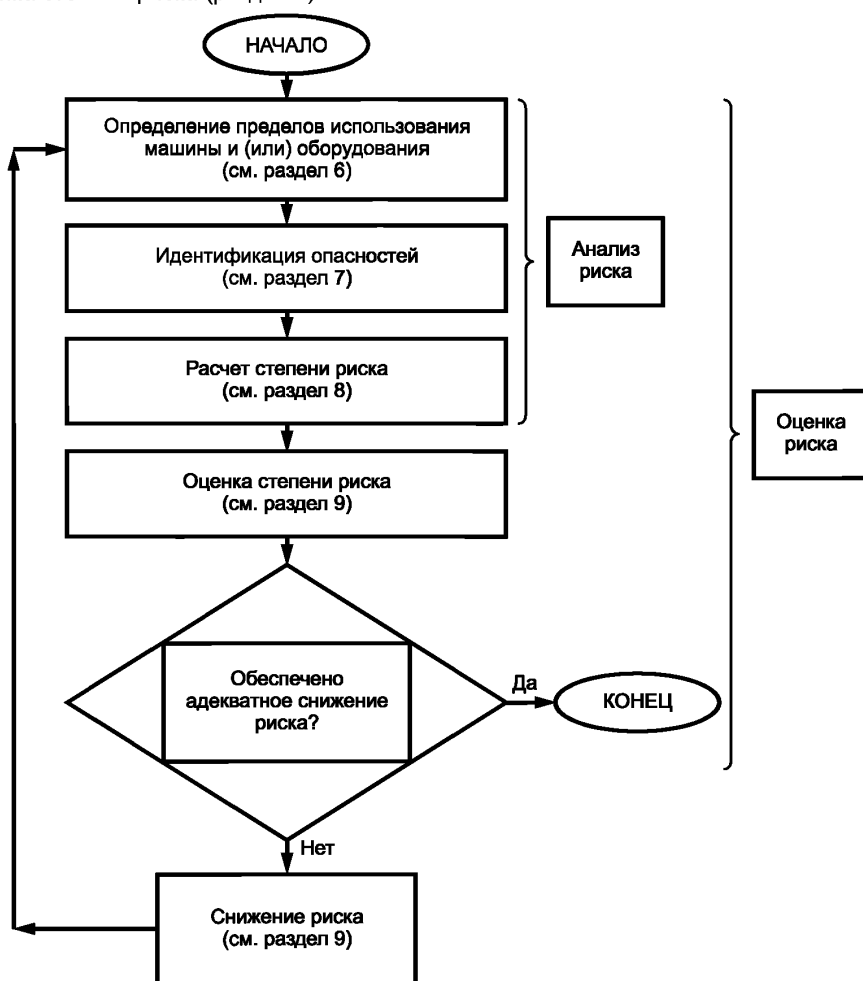 НАЧАЛО
Определение пределов использования
машины и (или) оборудования
(см. раздел 6)
Идентификация опасностей
(см. раздел 7)
Анализ
риска
Расчет степени риска
(см. раздел 8)
Оценка
риска
Оценка степени риска
(см. раздел 9)
Обеспечено
адекватное снижение
риска?
Да
КОНЕЦ
Нет
Снижение риска
(см. раздел 9)